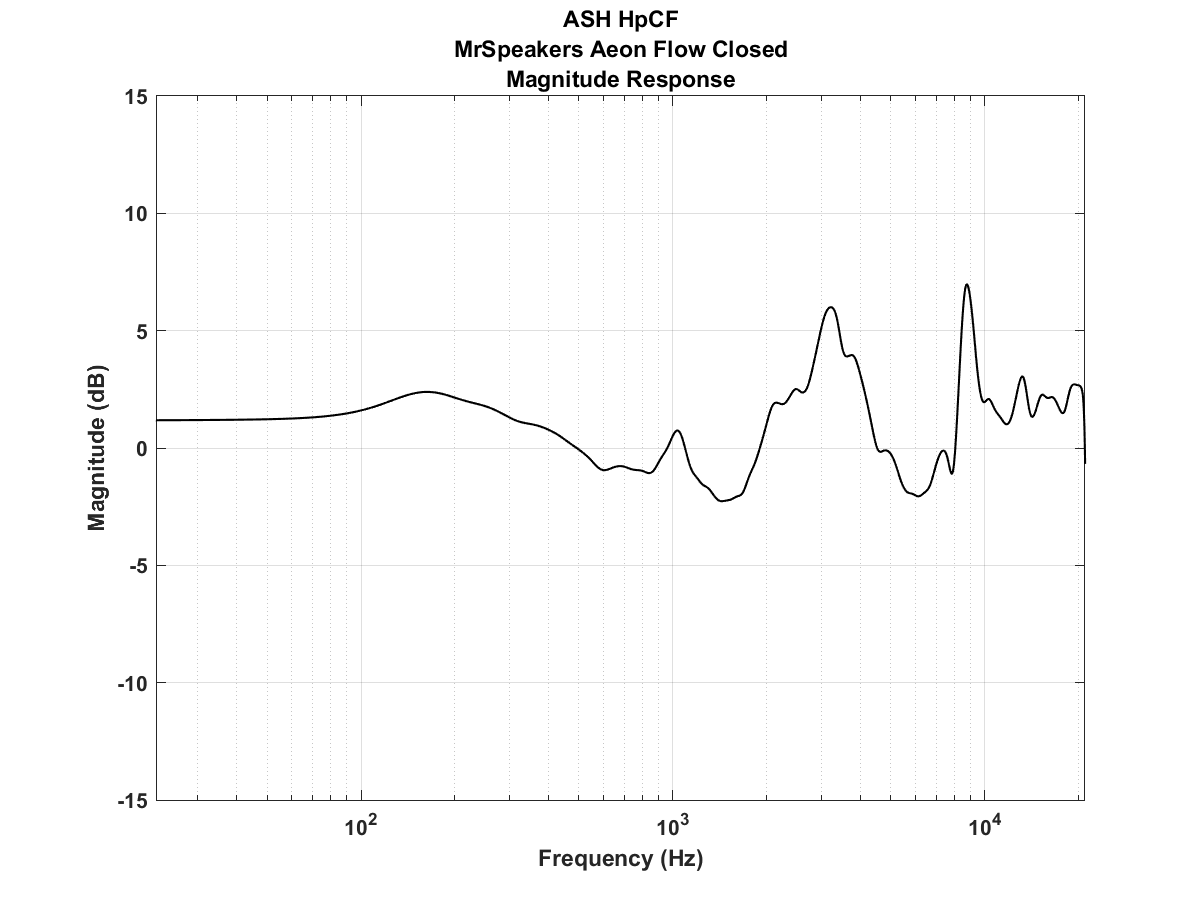 ASH HpCF
MrSpeakers Aeon Flow Closed
Magnitude Response
15
10
5
0
-5
-10
-15
Magnitude (dB)
10^2
10^3
10^4
Frequency (Hz)